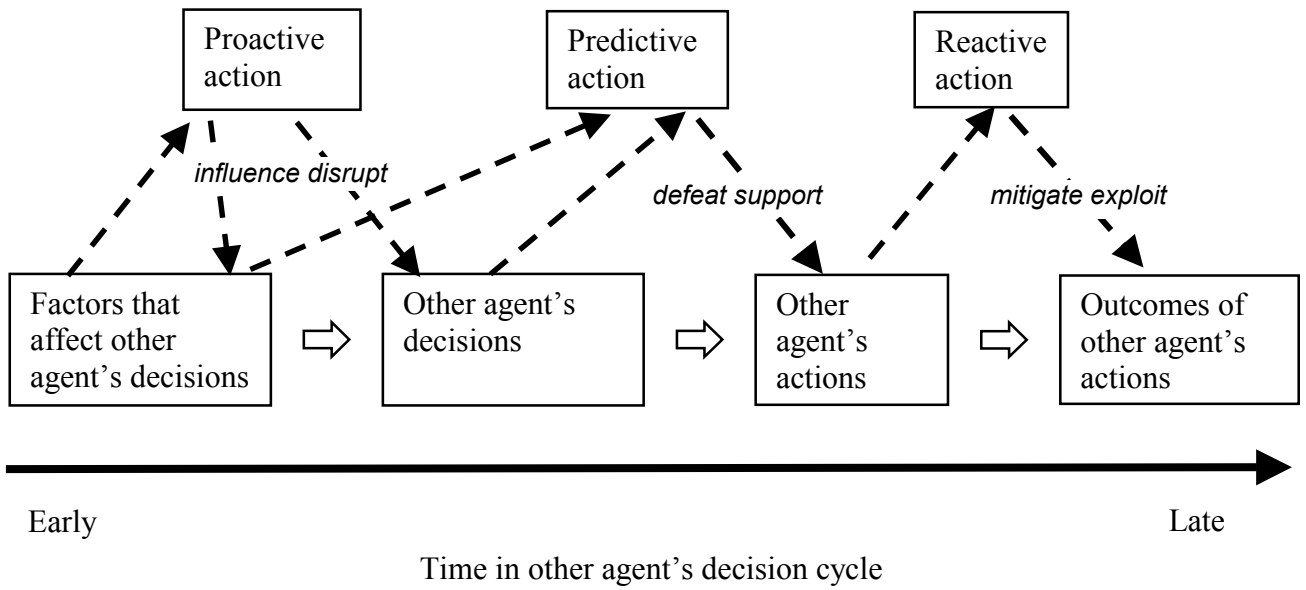 Proactive
action
Predictive
action
Reactive
action
influence disrupt
defeat support
mitigate exploit
Factors that
affect other
agent’s decisions
Other agent’s
decisions
Other
agent’s
actions
Outcomes of
other agent’s
actions
Early
Late
Time in other agent’s decision cycle